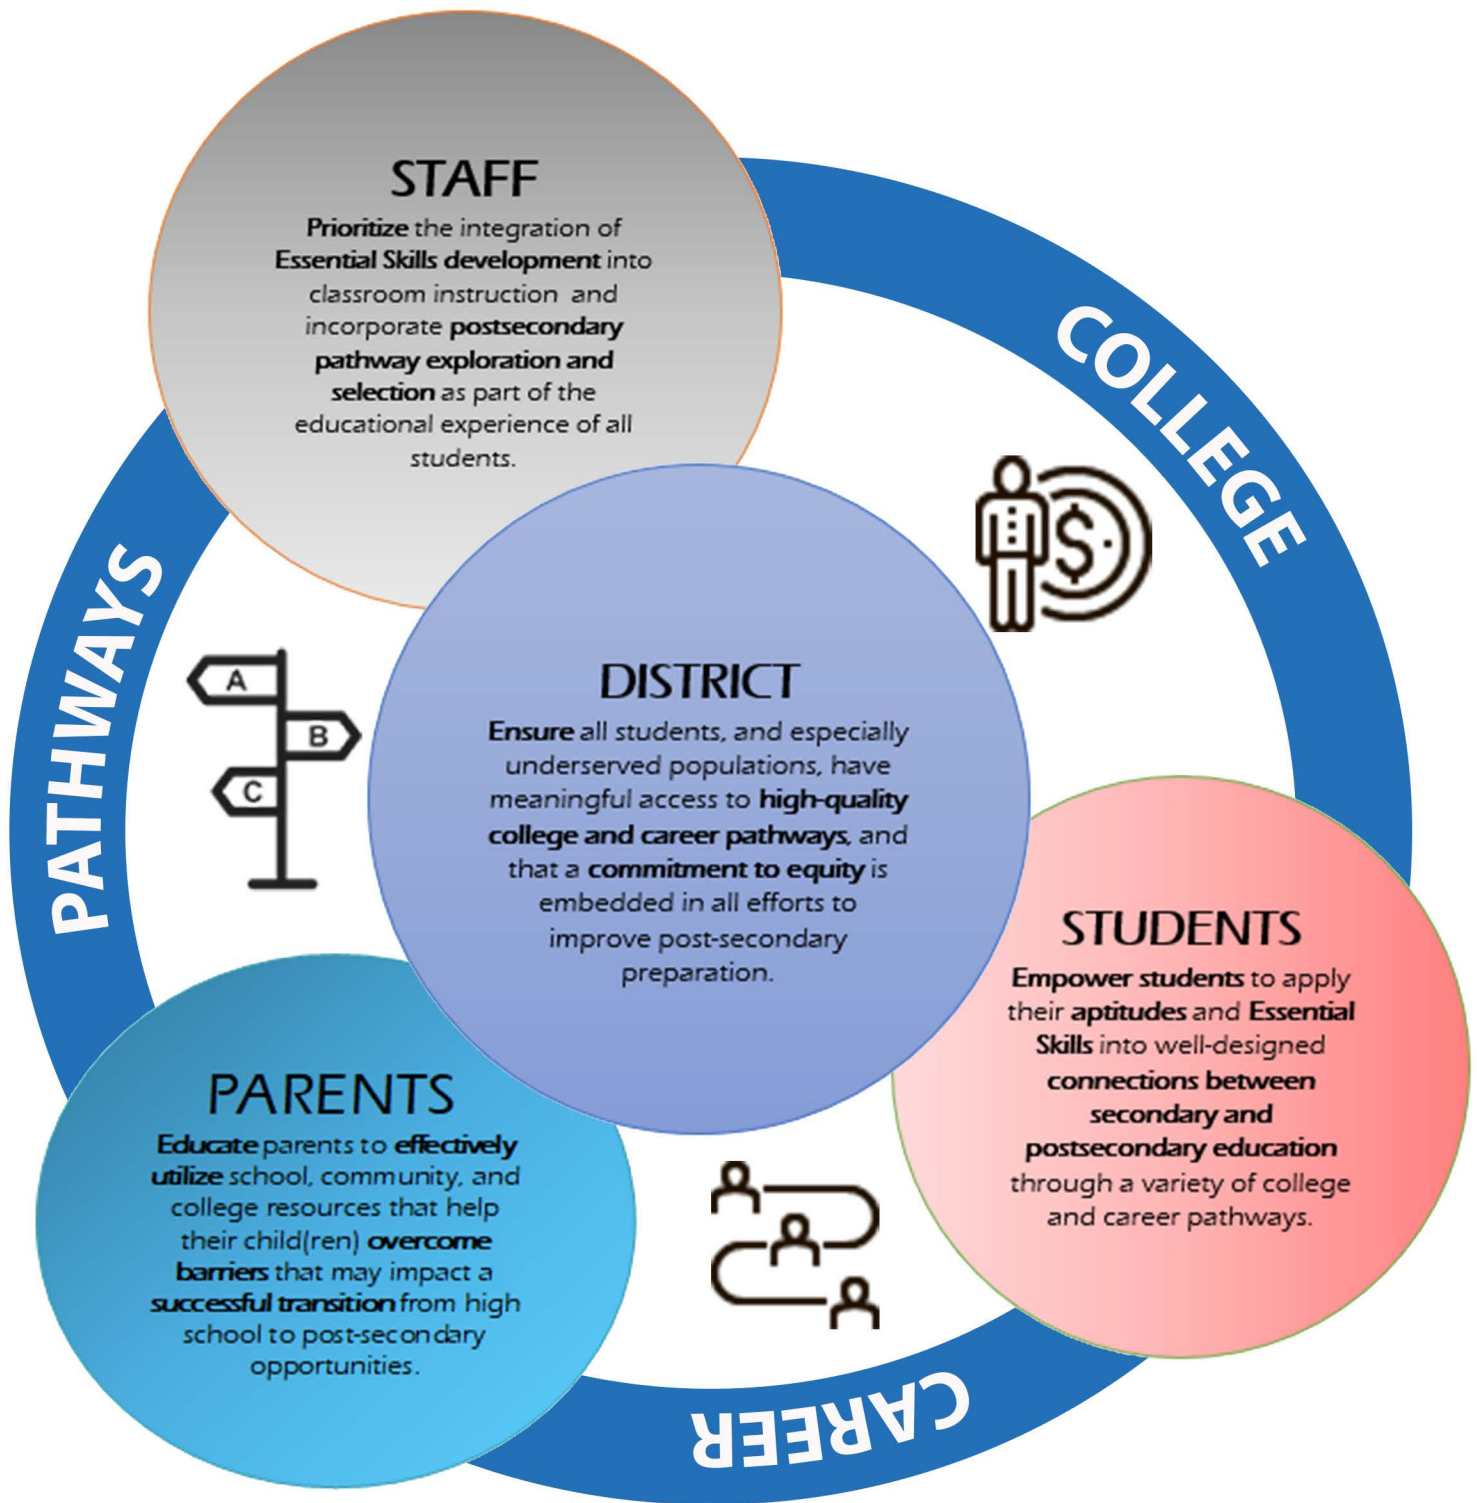 STAFF
Prioritize the integration of
Essential Skills development into
classroom instruction and
incorporate postsecondary
pathway exploration and
selection as part of the
educational experience of all
students.
COLLEGE
$
PATHWAYS
A
B
C
DISTRICT
Ensure all students, and especially
underserved populations, have
meaningful access to high-quality
college and career pathways, and
that a commitment to equity is
embedded in all efforts to
improve post-secondary
preparation.
STUDENTS
Empower students to apply
their aptitudes and Essential
Skills into well-designed
connections between
secondary and
postsecondary education
through a variety of college
and career pathways.
PARENTS
Educate parents to effectively
utilize school, community, and
college resources that help
their child(ren) overcome
barriers that may impact a
successful transition from high
school to post-secondary
opportunities.
CAREER